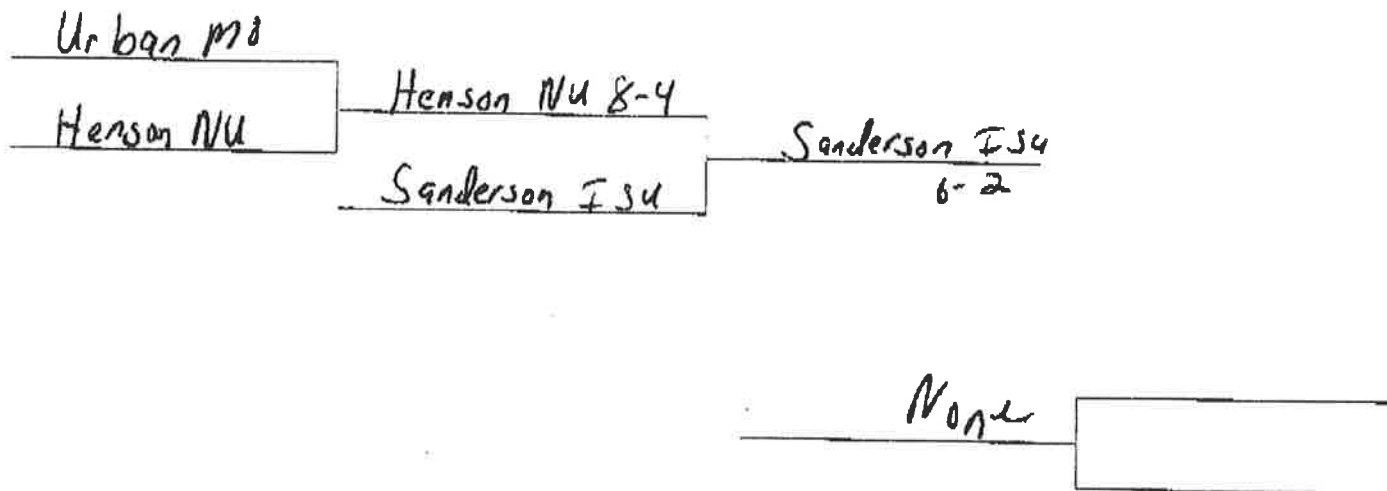 Urban MO
Henson NU
Henson NU 8-4
Sanderson ISU
Sanderson ISU
6-2
None